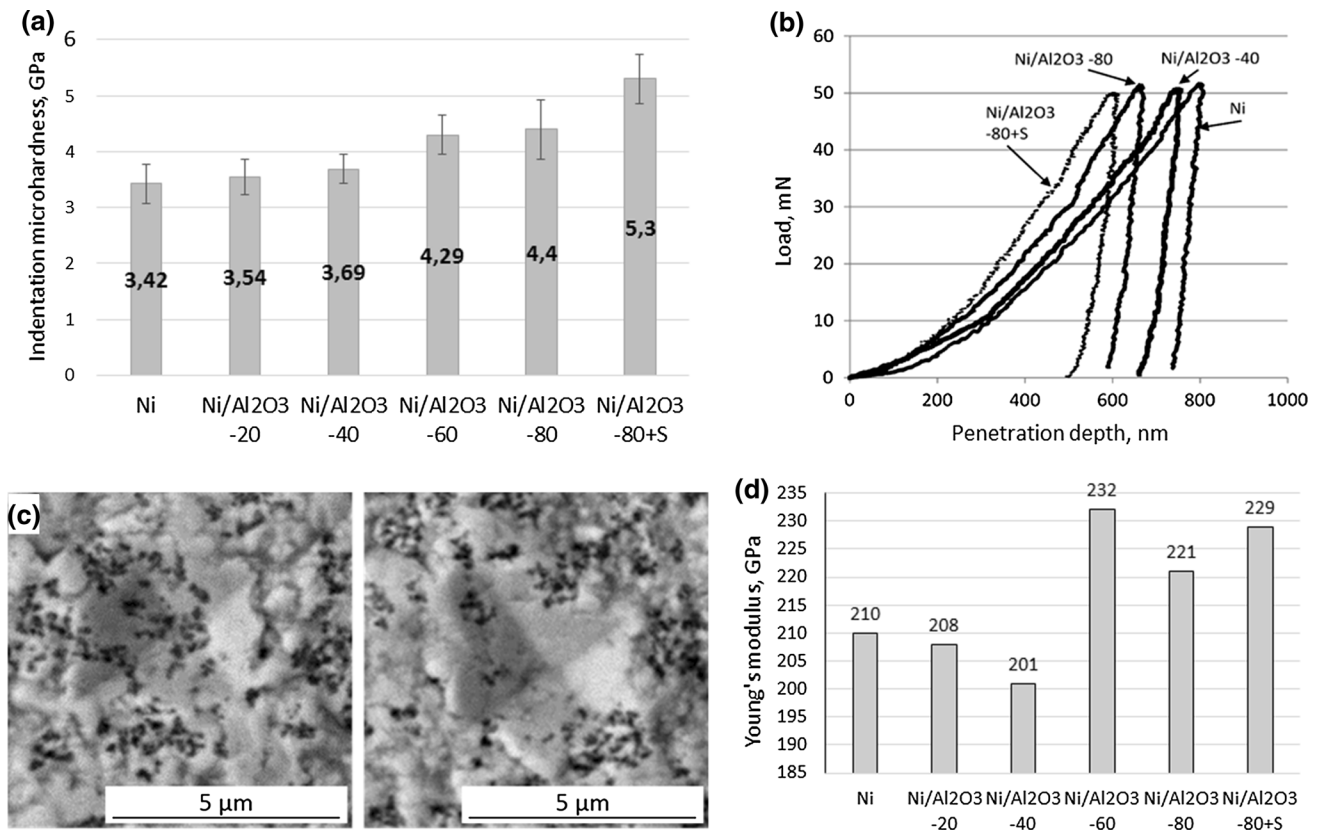 (a)
Indentation microhardness, GPa
6
5
4
3
2
1
0
3,42
3,54
3,69
4,29
4,4
5,3
Ni
Ni/Al2O3
-20
Ni/Al2O3
-40
Ni/Al2O3
-60
Ni/Al2O3
-80
Ni/Al2O3
-80+S
(b)
Load, mN
60
50
40
30
20
10
0
Ni/Al2O3 -80
Ni/Al2O3 -40
Ni/Al2O3
-80+S
Ni
0
200
400
600
800
1000
Penetration depth, nm
(c)
5 µm
5 µm
(d)
Young's modulus, GPa
235
230
225
220
215
210
205
200
195
190
185
210
208
201
232
221
229
Ni
Ni/Al2O3
-20
Ni/Al2O3
-40
Ni/Al2O3
-60
Ni/Al2O3
-80
Ni/Al2O3
-80+S